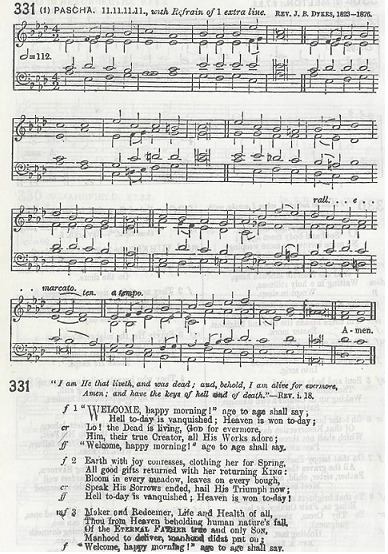 331 (1) PASCHA. 11.11.11.11., with Refrain of 1 extra line. REV. J. B. DYKES, 1823–1876.
=112.
rall. . . e . .
. . marcato. ten. a tempo.
A - men.
331 "I am He that liveth, and was dead; and, behold, I am alive for evermore,
Amen; and have the keys of hell and of death."—REV. i. 18.
f 1 "WELCOME, happy morning!" age to age shall say;
Hell to-day is vanquished; Heaven is won to-day;
cr Lo! the Dead is living, GOD for evermore,
Him, their true Creator, all His Works adore;
ff "Welcome, happy morning!" age to age shall say.
f 2 Earth with joy confesses, clothing her for Spring,
All good gifts returned with her returning KING:
Bloom in every meadow, leaves on every bough,
cr Speak His Sorrows ended, hail His Triumph now;
ff Hell to-day is vanquished; Heaven is won to-day!
mf 3 Maker and Redeemer, Life and Health of all,
Thou from Heaven beholding human nature's fall,
Of the ETERNAL FATHER true and only SON,
Manhood to deliver, manhood didst put on;
f "Welcome, happy morning!" age to age shall say.